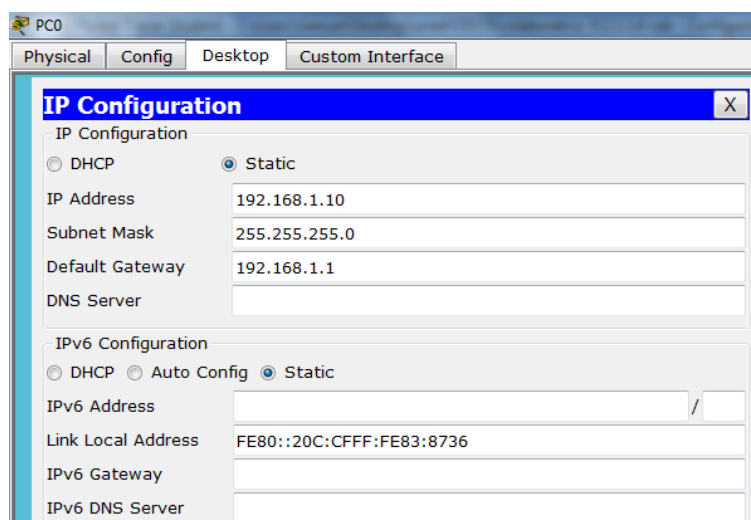 PC0
Physical Config Desktop Custom Interface
IP Configuration X
IP Configuration
DHCP Static
IP Address 192.168.1.10
Subnet Mask 255.255.255.0
Default Gateway 192.168.1.1
DNS Server
IPv6 Configuration
DHCP Auto Config Static
IPv6 Address /
Link Local Address FE80::20C:CFFF:FE83:8736
IPv6 Gateway
IPv6 DNS Server